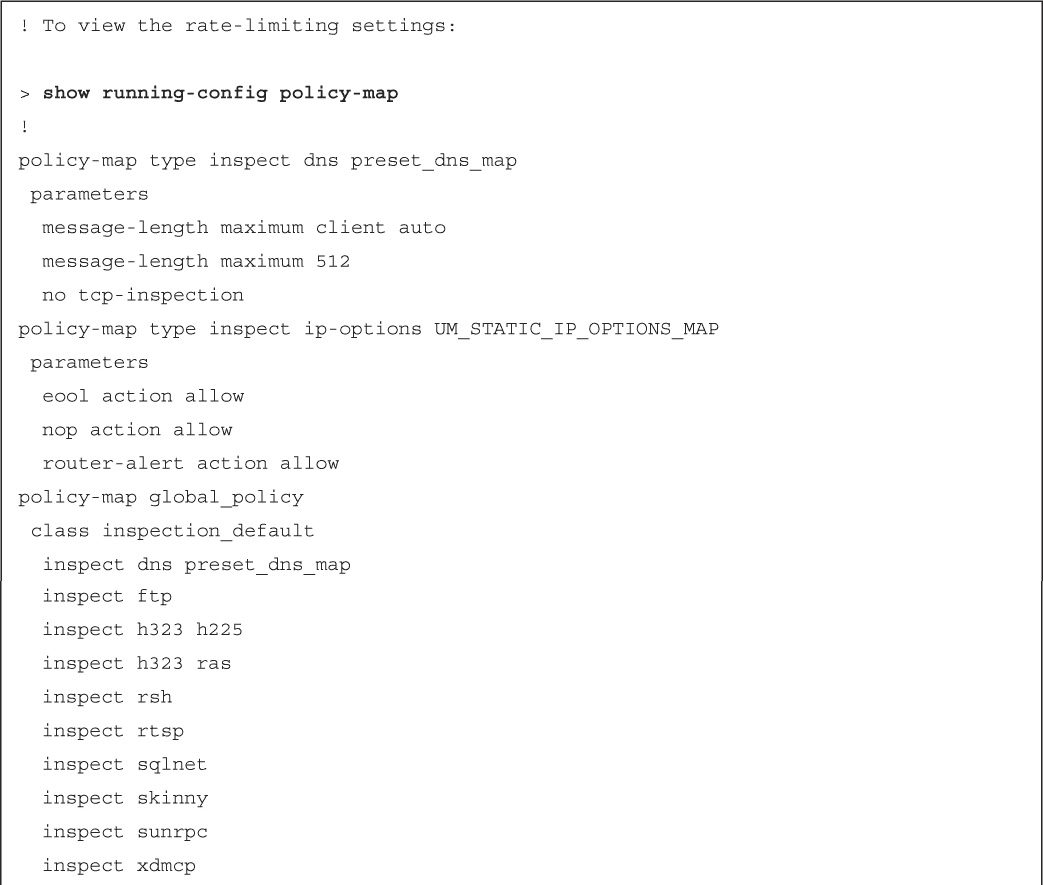 ! To view the rate-limiting settings:
> show running-config policy-map
!
policy-map type inspect dns preset_dns_map
parameters
message-length maximum client auto
message-length maximum 512
no tcp-inspection
policy-map type inspect ip-options UM_STATIC_IP_OPTIONS_MAP
parameters
eool action allow
nop action allow
router-alert action allow
policy-map global_policy
class inspection_default
inspect dns preset_dns_map
inspect ftp
inspect h323 h225
inspect h323 ras
inspect rsh
inspect rtsp
inspect sqlnet
inspect skinny
inspect sunrpc
inspect xdmcp